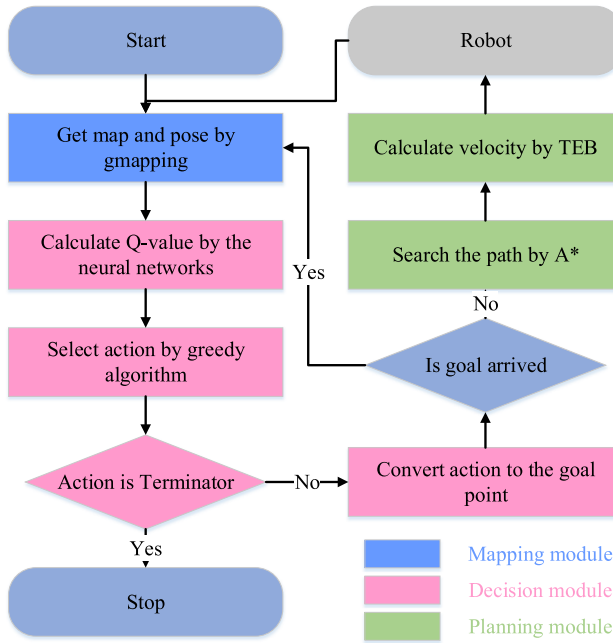 Start
Robot
Get map and pose by
gmapping
Calculate velocity by TEB
Calculate Q-value by the
neural networks
Yes
Search the path by A*
No
Select action by greedy
algorithm
Is goal arrived
Action is Terminator
No
Convert action to the goal
point
Yes
Stop
Mapping module
Decision module
Planning module